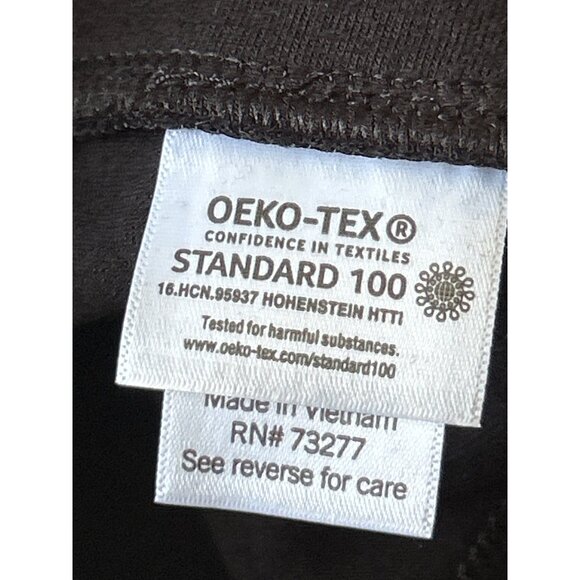 OEKO-TEX®
CONFIDENCE IN TEXTILES
STANDARD 100
16.HCN.95937 HOHENSTEIN HTTI
Tested for harmful substances.
www.oeko-tex.com/standard100
Made in Vietnam
RN# 73277
See reverse for care